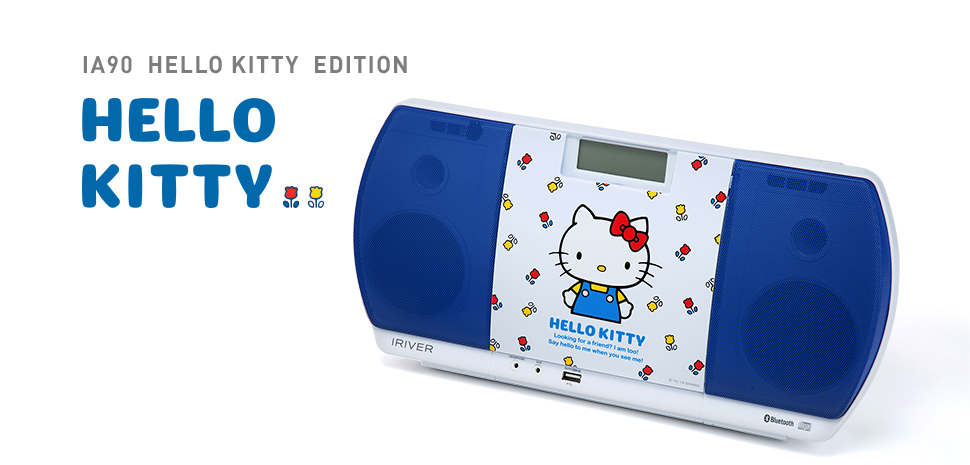 IA90 HELLO KITTY EDITION
HELLO
KITTY
HELLO KITTY
Looking for a friend? I am too!
Say hello to me when you see me!
IRIVER
Bluetooth